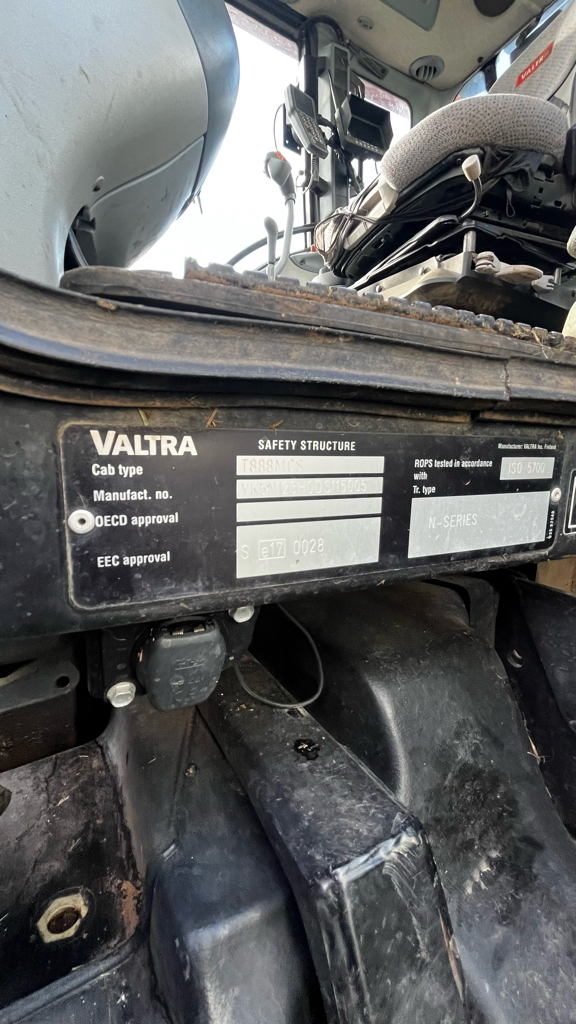 VALTRA
VALTRA
SAFETY STRUCTURE
Manufacturer: VALTRA Inc. Finland
Cab type
T888MCS
ROPS tested in accordance
with
ISO 5700
Manufact. no.
Tr. type
OECD approval
N-SERIES
EEC approval
S e17 0028